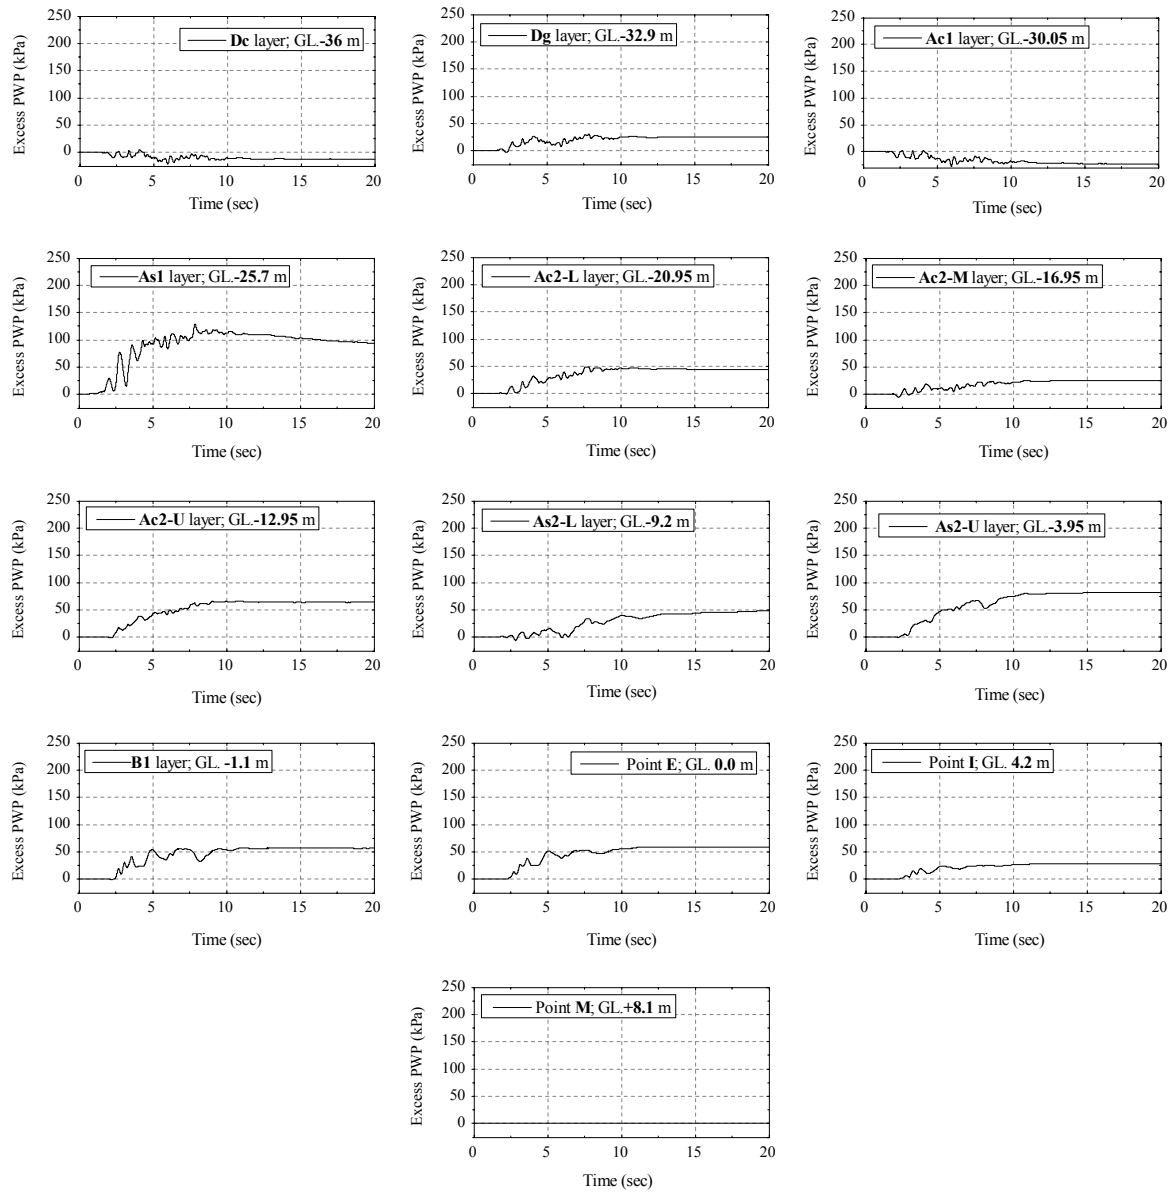 Dc layer; GL.-36 m
Excess PWP (kPa)
250
200
150
100
50
0
0 5 10 15 20
Time (sec)
Dg layer; GL.-32.9 m
Excess PWP (kPa)
250
200
150
100
50
0
0 5 10 15 20
Time (sec)
Ac1 layer; GL.-30.05 m
Excess PWP (kPa)
250
200
150
100
50
0
0 5 10 15 20
Time (sec)
As1 layer; GL.-25.7 m
Excess PWP (kPa)
250
200
150
100
50
0
0 5 10 15 20
Time (sec)
Ac2-L layer; GL.-20.95 m
Excess PWP (kPa)
250
200
150
100
50
0
0 5 10 15 20
Time (sec)
Ac2-M layer; GL.-16.95 m
Excess PWP (kPa)
250
200
150
100
50
0
0 5 10 15 20
Time (sec)
Ac2-U layer; GL.-12.95 m
Excess PWP (kPa)
250
200
150
100
50
0
0 5 10 15 20
Time (sec)
As2-L layer; GL.-9.2 m
Excess PWP (kPa)
250
200
150
100
50
0
0 5 10 15 20
Time (sec)
As2-U layer; GL.-3.95 m
Excess PWP (kPa)
250
200
150
100
50
0
0 5 10 15 20
Time (sec)
B1 layer; GL. -1.1 m
Excess PWP (kPa)
250
200
150
100
50
0
0 5 10 15 20
Time (sec)
Point E; GL. 0.0 m
Excess PWP (kPa)
250
200
150
100
50
0
0 5 10 15 20
Time (sec)
Point I; GL. 4.2 m
Excess PWP (kPa)
250
200
150
100
50
0
0 5 10 15 20
Time (sec)
Point M; GL.+8.1 m
Excess PWP (kPa)
250
200
150
100
50
0
0 5 10 15 20
Time (sec)